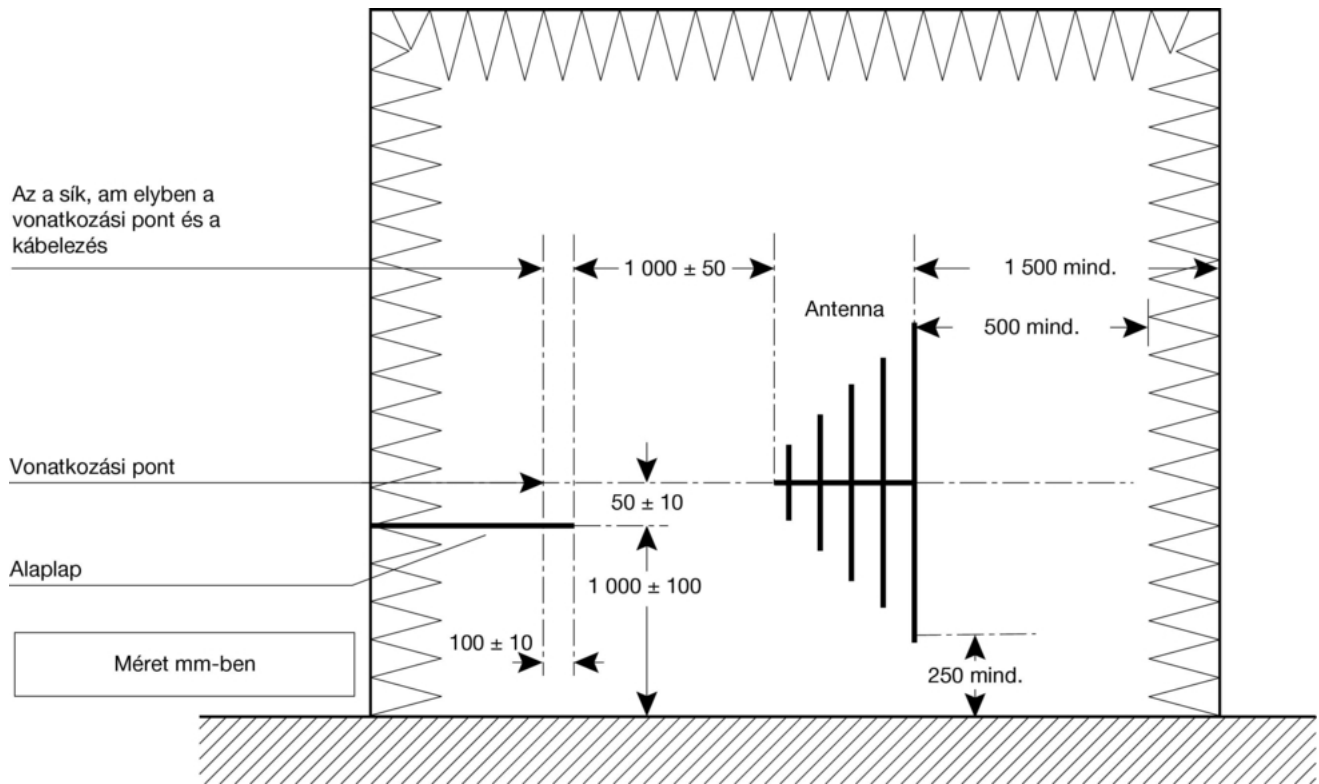 Az a sík, am elyben a
vonatkozási pont és a
kábelezés
1 000 ± 50
1 500 mind.
Antenna
500 mind.
Vonatkozási pont
50 ± 10
Alaplap
1 000 ± 100
100 ± 10
Méret mm-ben
250 mind.